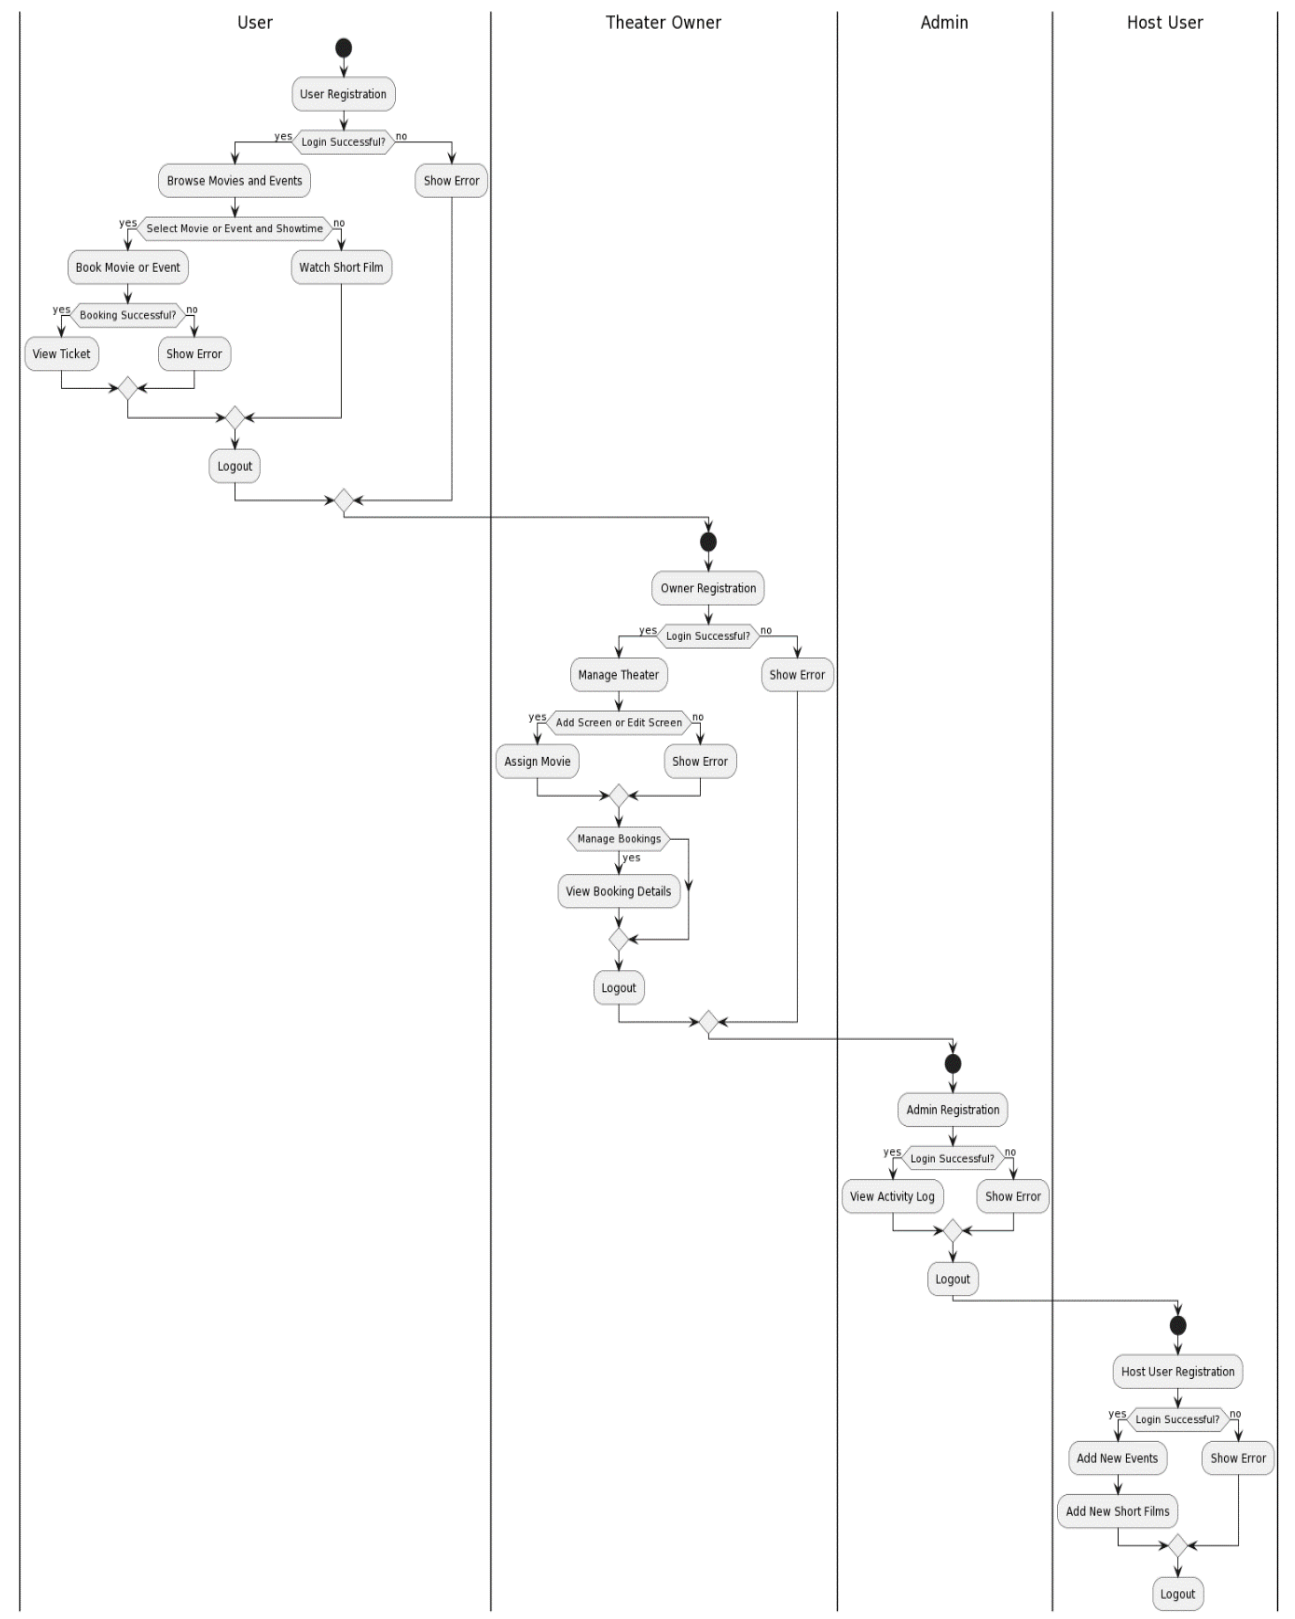 User
Theater Owner
Admin
Host User
User Registration
yes
Login Successful?
no
Browse Movies and Events
Show Error
yes
Select Movie or Event and Showtime
no
Book Movie or Event
Watch Short Film
yes
Booking Successful?
no
View Ticket
Show Error
Logout
Owner Registration
yes
Login Successful?
no
Manage Theater
Show Error
yes
Add Screen or Edit Screen
no
Assign Movie
Show Error
Manage Bookings
yes
View Booking Details
Logout
Admin Registration
yes
Login Successful?
no
View Activity Log
Show Error
Logout
Host User Registration
yes
Login Successful?
no
Add New Events
Show Error
Add New Short Films
Logout